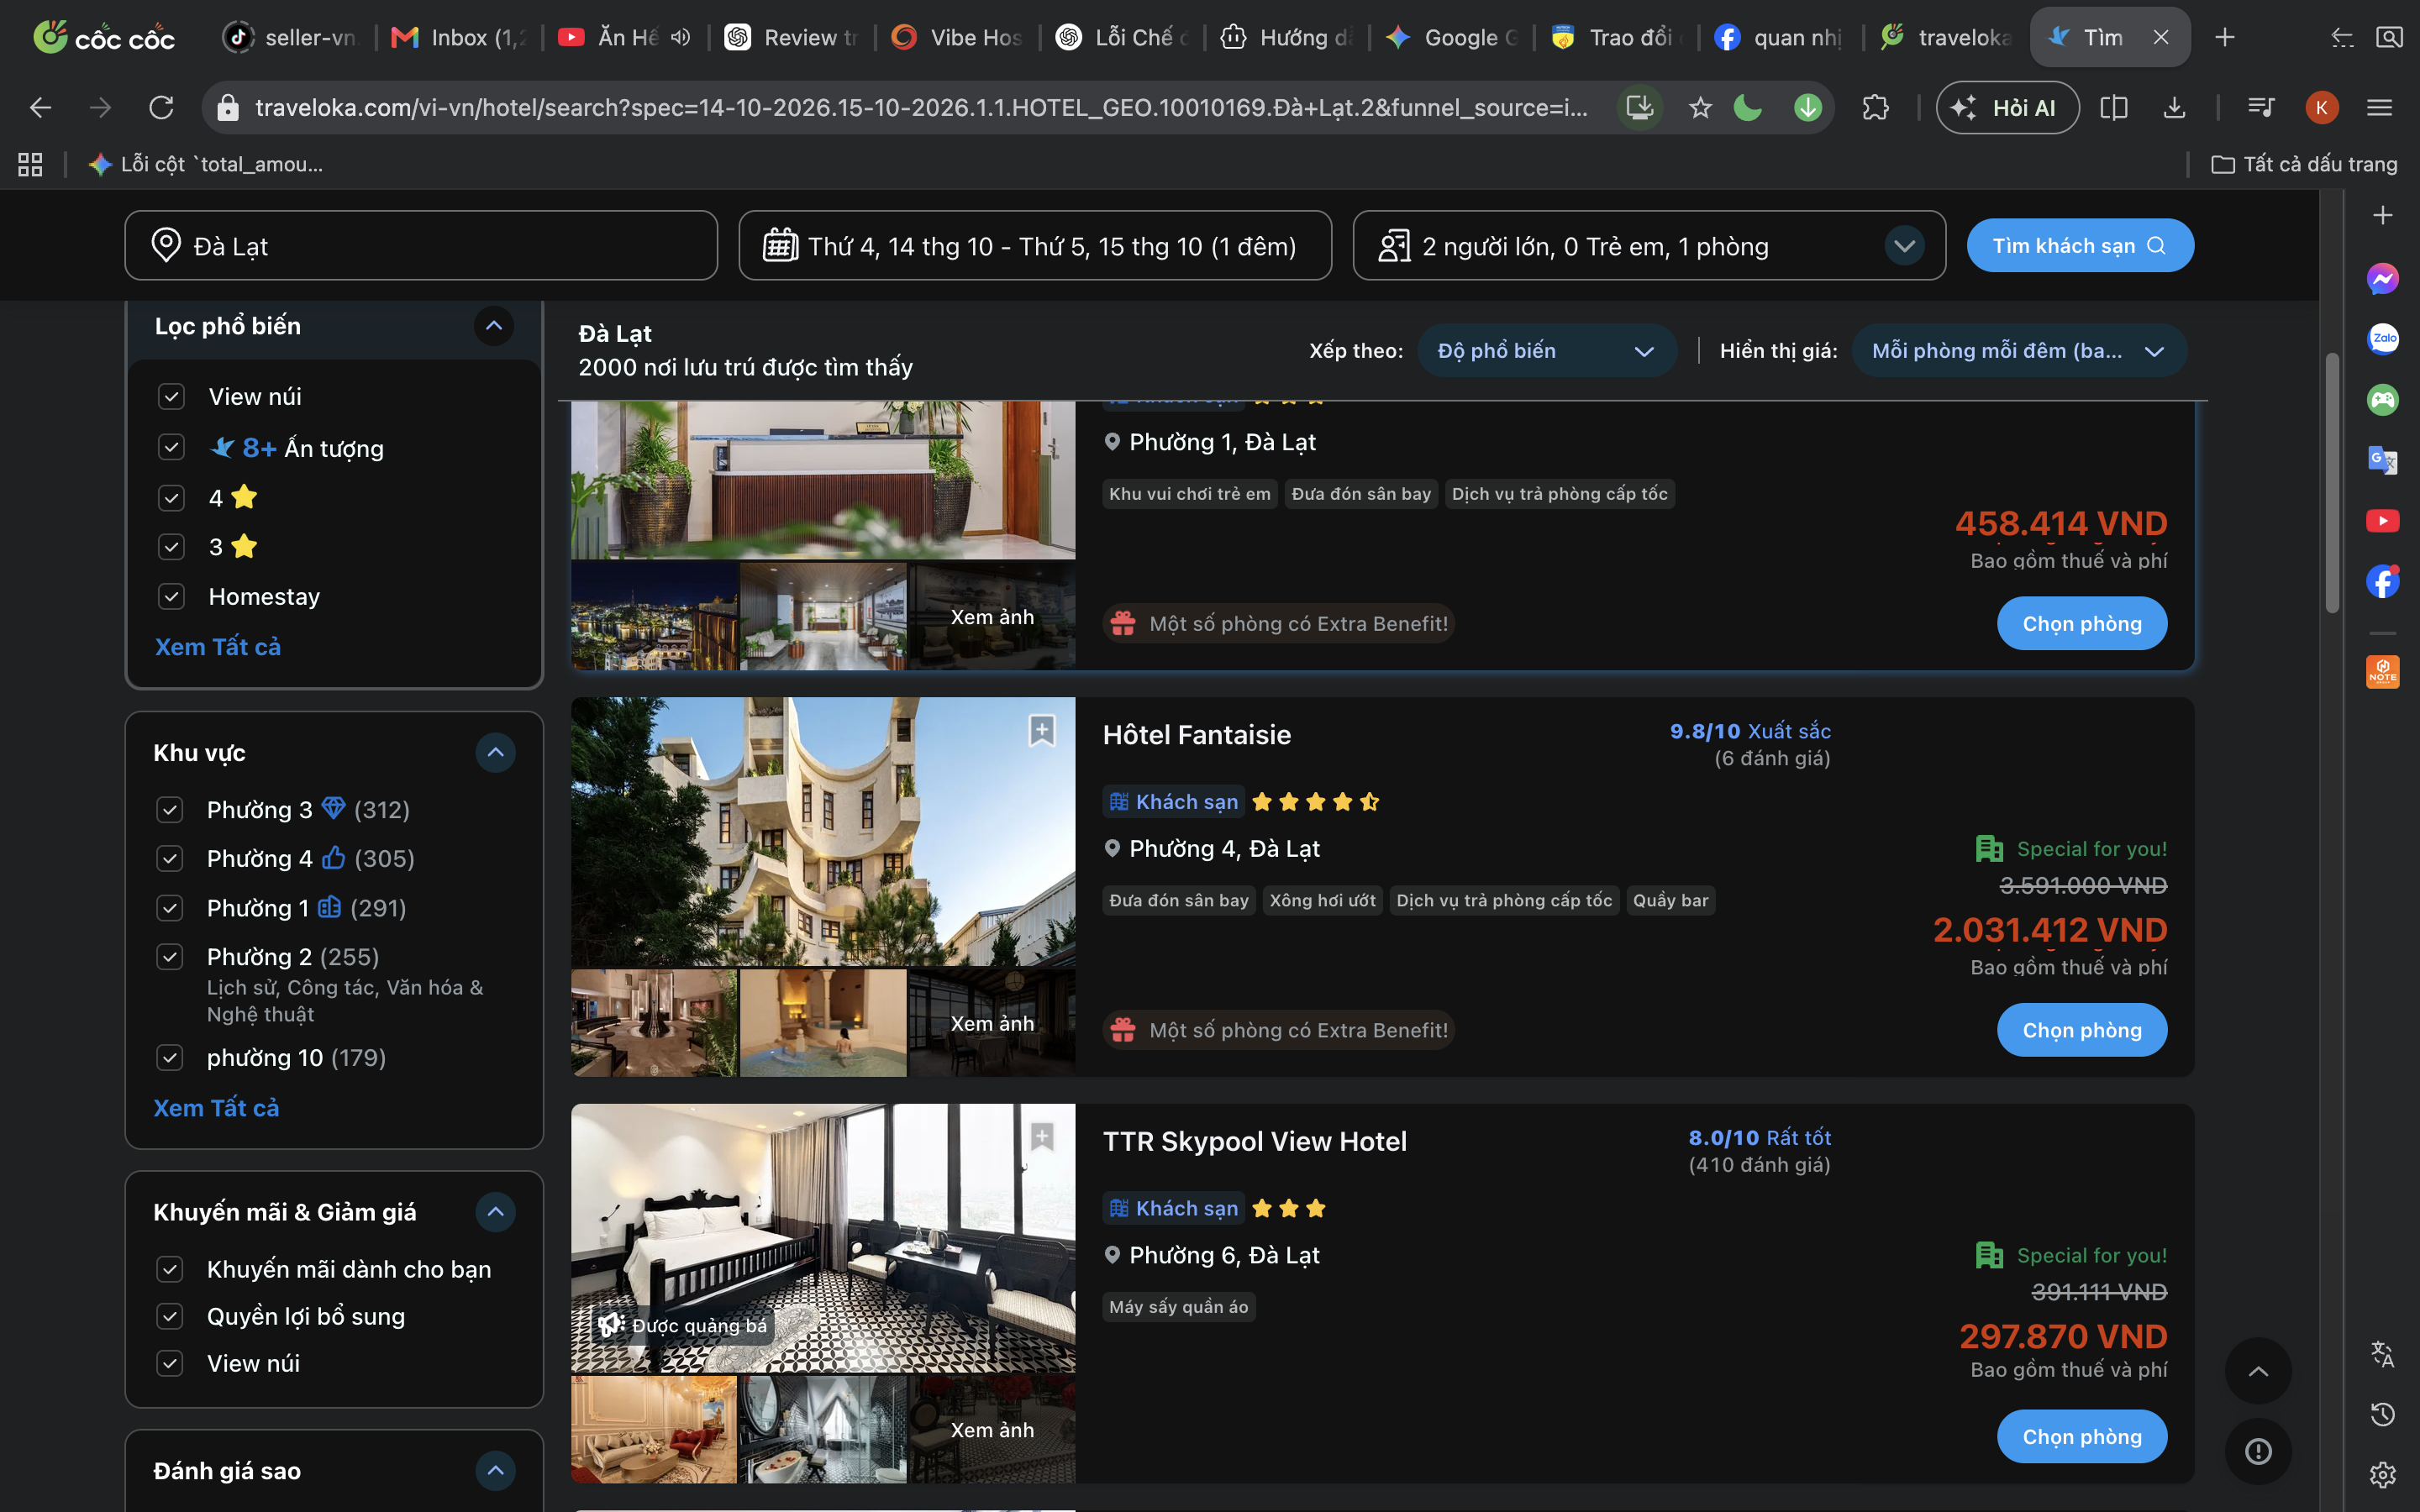 cốc cốc
seller-vn
Inbox (1,2
Ăn Hế
Review tr
Vibe Hos
Lỗi Chế
Hướng dẫ
Google G
Trao đổi
quan nhị
traveloka
Tìm
traveloka.com/vi-vn/hotel/search?spec=14-10-2026.15-10-2026.1.1.HOTEL_GEO.10010169.Đà+Lạt.2&funnel_source=i...
Hỏi AI
K
Lỗi cột `total_amou...
Tất cả dấu trang
Đà Lạt
Thứ 4, 14 thg 10 - Thứ 5, 15 thg 10 (1 đêm)
2 người lớn, 0 Trẻ em, 1 phòng
Tìm khách sạn
Lọc phổ biến
View núi
8+ Ấn tượng
4
3
Homestay
Xem Tất cả
Khu vực
Phường 3 (312)
Phường 4 (305)
Phường 1 (291)
Phường 2 (255)
Lịch sử, Công tác, Văn hóa &
Nghệ thuật
phường 10 (179)
Xem Tất cả
Khuyến mãi & Giảm giá
Khuyến mãi dành cho bạn
Quyền lợi bổ sung
View núi
Đánh giá sao
Đà Lạt
2000 nơi lưu trú được tìm thấy
Xếp theo:
Độ phổ biến
Hiển thị giá:
Mỗi phòng mỗi đêm (ba...
Phường 1, Đà Lạt
Khu vui chơi trẻ em
Đưa đón sân bay
Dịch vụ trả phòng cấp tốc
458.414 VND
Bao gồm thuế và phí
Xem ảnh
Một số phòng có Extra Benefit!
Chọn phòng
Hôtel Fantaisie
9.8/10 Xuất sắc
(6 đánh giá)
Khách sạn
Phường 4, Đà Lạt
Đưa đón sân bay
Xông hơi ướt
Dịch vụ trả phòng cấp tốc
Quầy bar
Special for you!
3.591.000 VND
2.031.412 VND
Bao gồm thuế và phí
Xem ảnh
Một số phòng có Extra Benefit!
Chọn phòng
TTR Skypool View Hotel
8.0/10 Rất tốt
(410 đánh giá)
Khách sạn
Phường 6, Đà Lạt
Máy sấy quần áo
Được quảng bá
Special for you!
391.111 VND
297.870 VND
Bao gồm thuế và phí
Xem ảnh
Chọn phòng
Zalo
NOTE